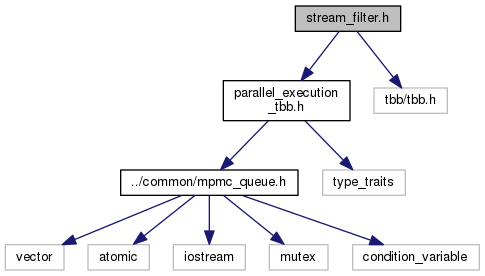 stream_filter.h
parallel_execution
_tbb.h
tbb/tbb.h
../common/mpmc_queue.h
type_traits
vector
atomic
iostream
mutex
condition_variable